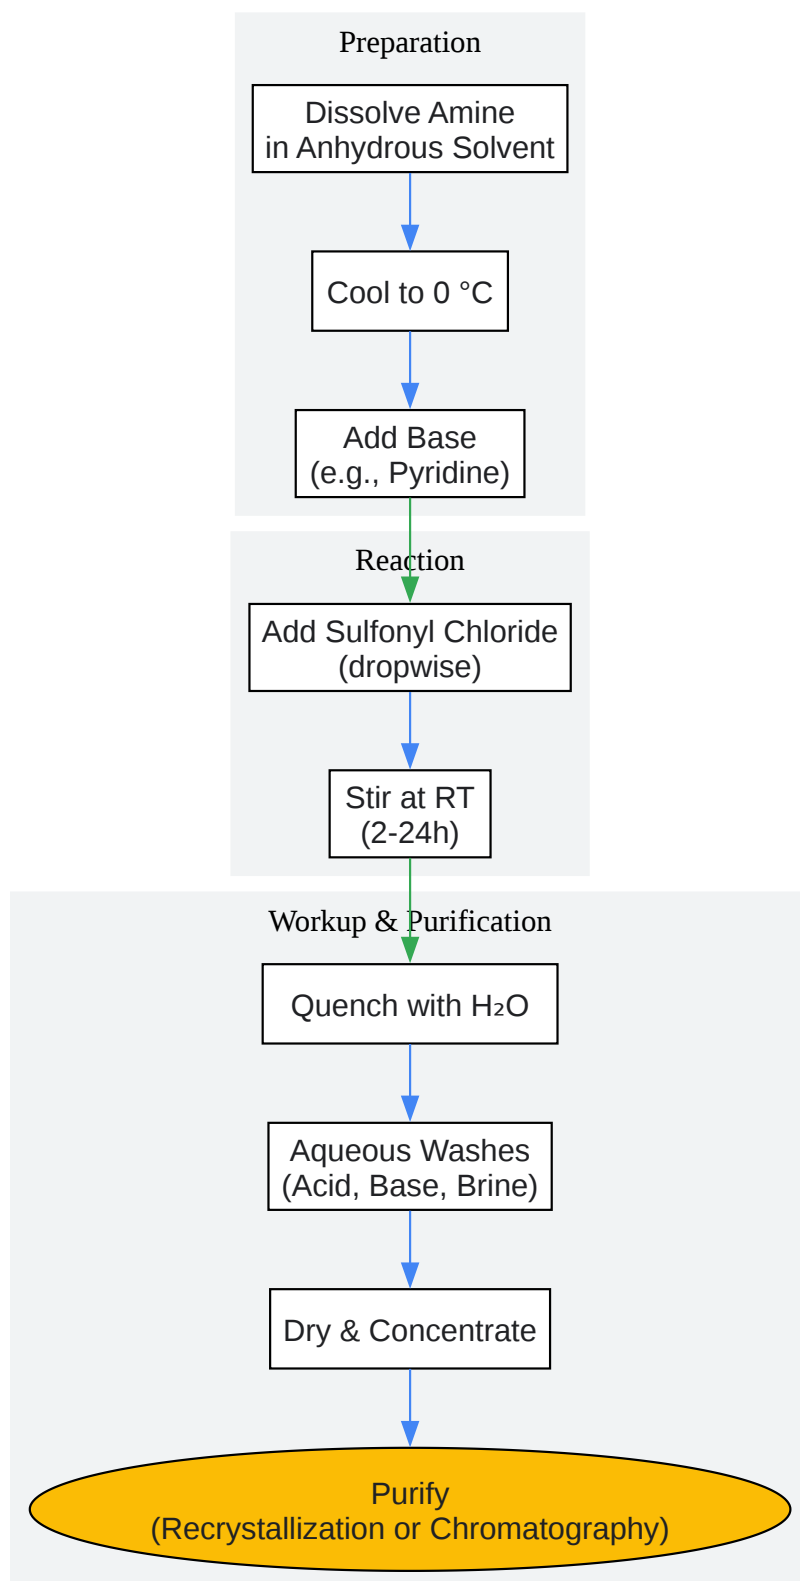 Preparation
Dissolve Amine
in Anhydrous Solvent
Cool to 0 °C
Add Base
(e.g., Pyridine)
Reaction
Add Sulfonyl Chloride
(dropwise)
Stir at RT
(2-24h)
Workup & Purification
Quench with H₂O
Aqueous Washes
(Acid, Base, Brine)
Dry & Concentrate
Purify
(Recrystallization or Chromatography)